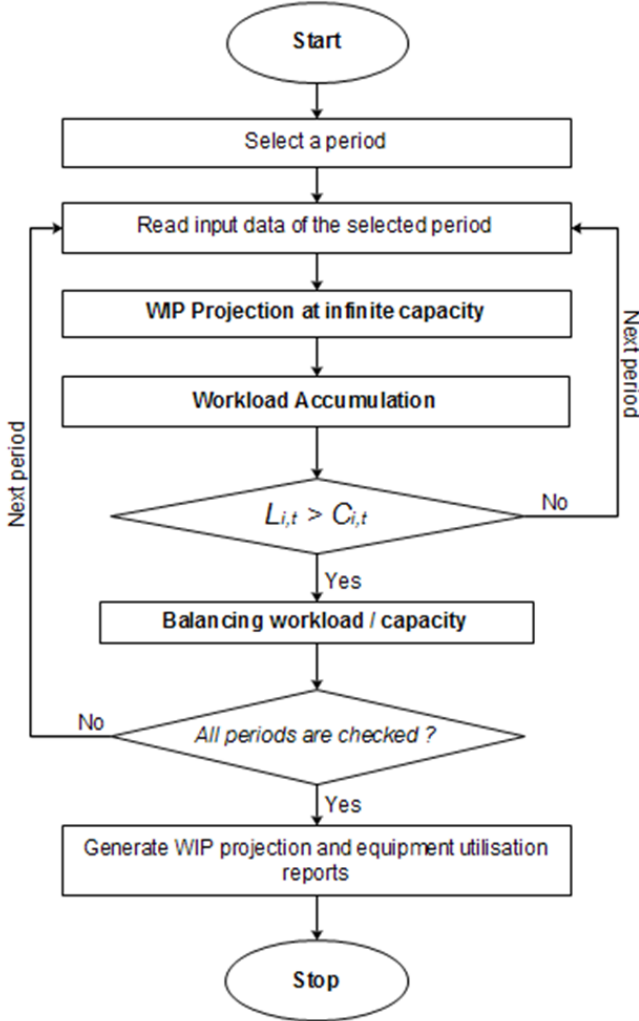 Start
Select a period
Read input data of the selected period
WIP Projection at infinite capacity
Workload Accumulation
Next period
Next period
Li,t > Ci,t
No
Yes
Balancing workload / capacity
All periods are checked ?
No
Yes
Generate WIP projection and equipment utilisation
reports
Stop